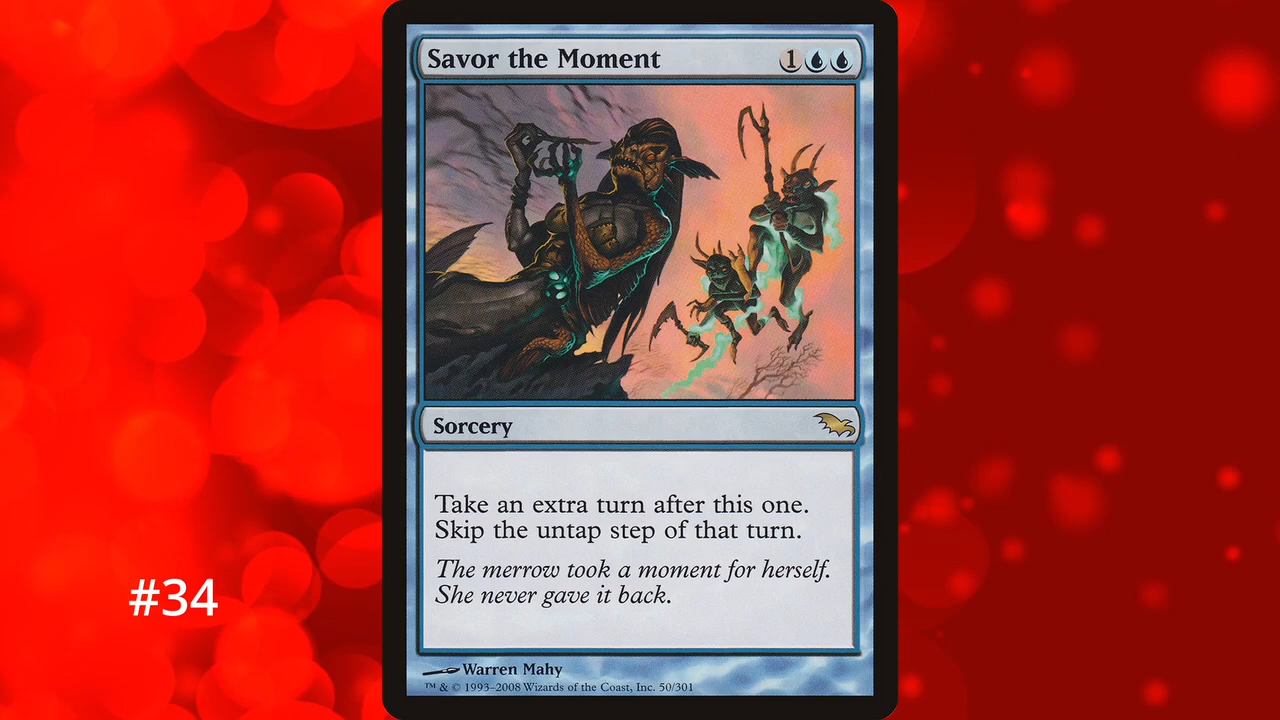 Savor the Moment 1
Sorcery
Take an extra turn after this one.
Skip the untap step of that turn.
The merrow took a moment for herself.
She never gave it back.
#34
Warren Mahy
™ & © 1993–2008 Wizards of the Coast, Inc. 50/301